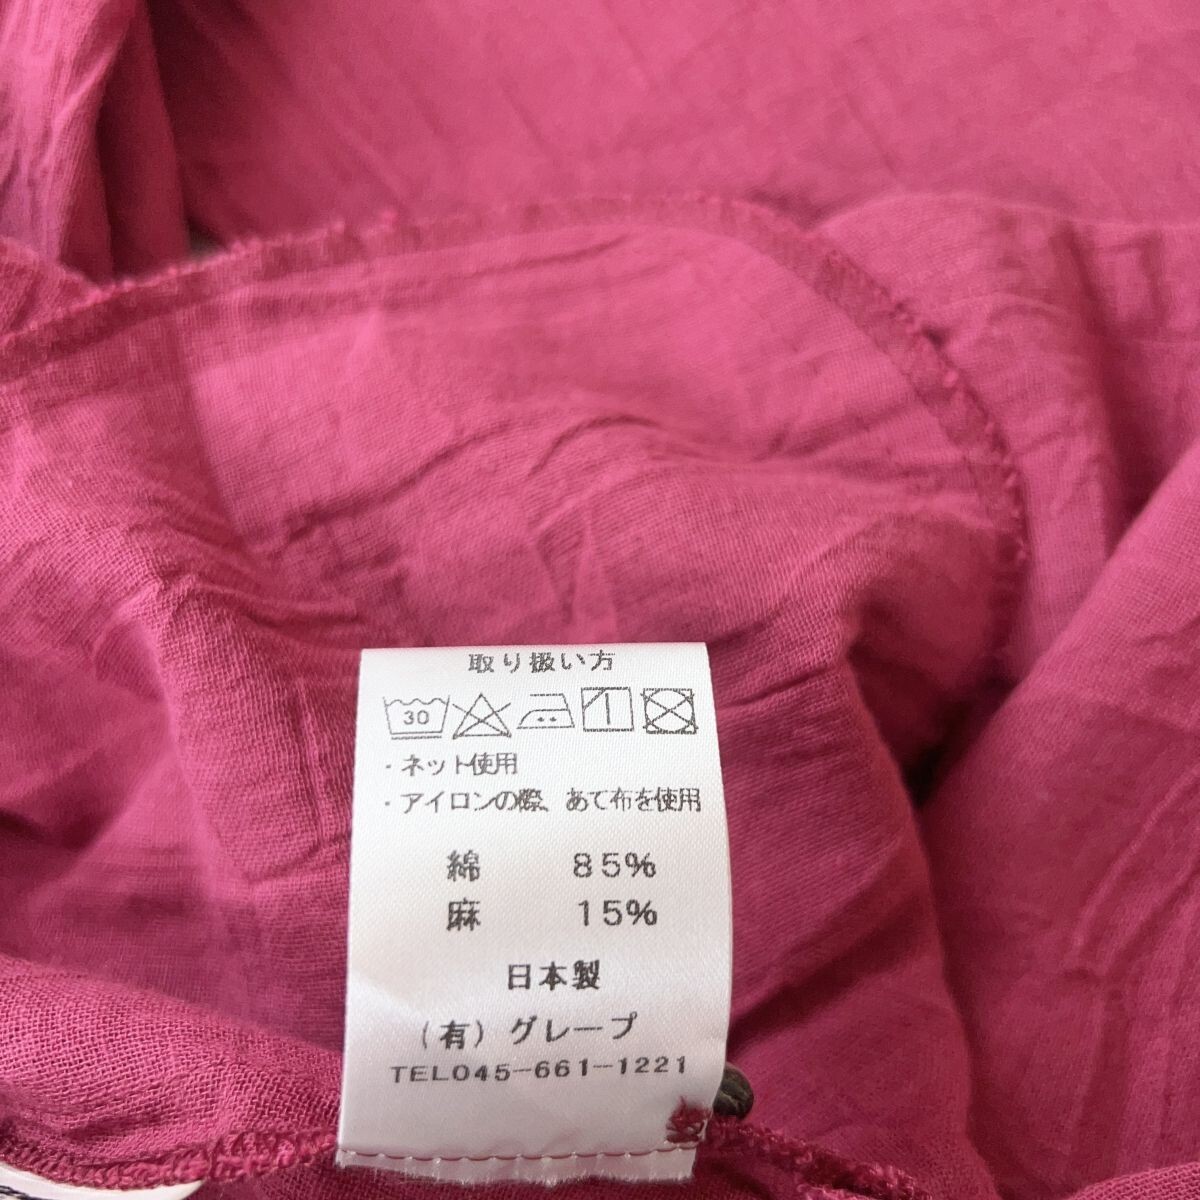 取り扱い方
30
・ネット使用
・アイロンの際、あて布を使用
綿 85%
麻 15%
日本製
(有)グレープ
TEL045-661-1221